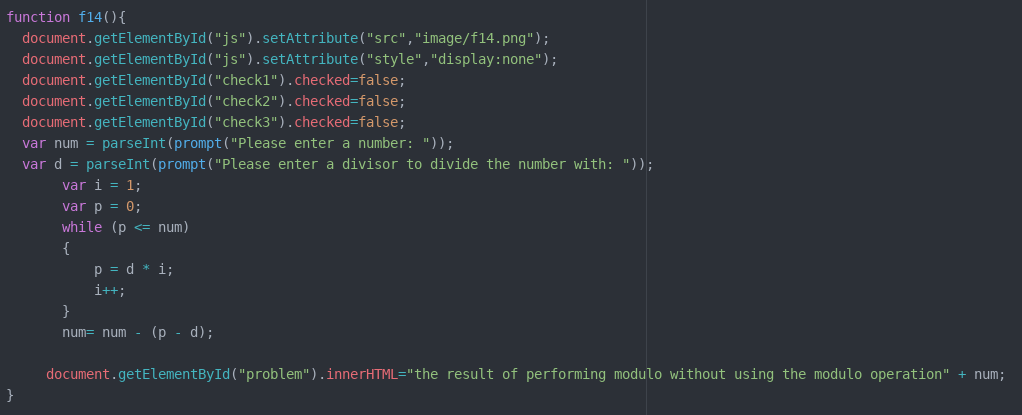 function f14(){
  document.getElementById("js").setAttribute("src","image/f14.png");
  document.getElementById("js").setAttribute("style","display:none");
  document.getElementById("check1").checked=false;
  document.getElementById("check2").checked=false;
  document.getElementById("check3").checked=false;
  var num = parseInt(prompt("Please enter a number: "));
  var d = parseInt(prompt("Please enter a divisor to divide the number with: "));
       var i = 1;
       var p = 0;
       while (p <= num)
       {
           p = d * i;
           i++;
       }
       num= num - (p - d);
     document.getElementById("problem").innerHTML="the result of performing modulo without using the modulo operation" + num;
}